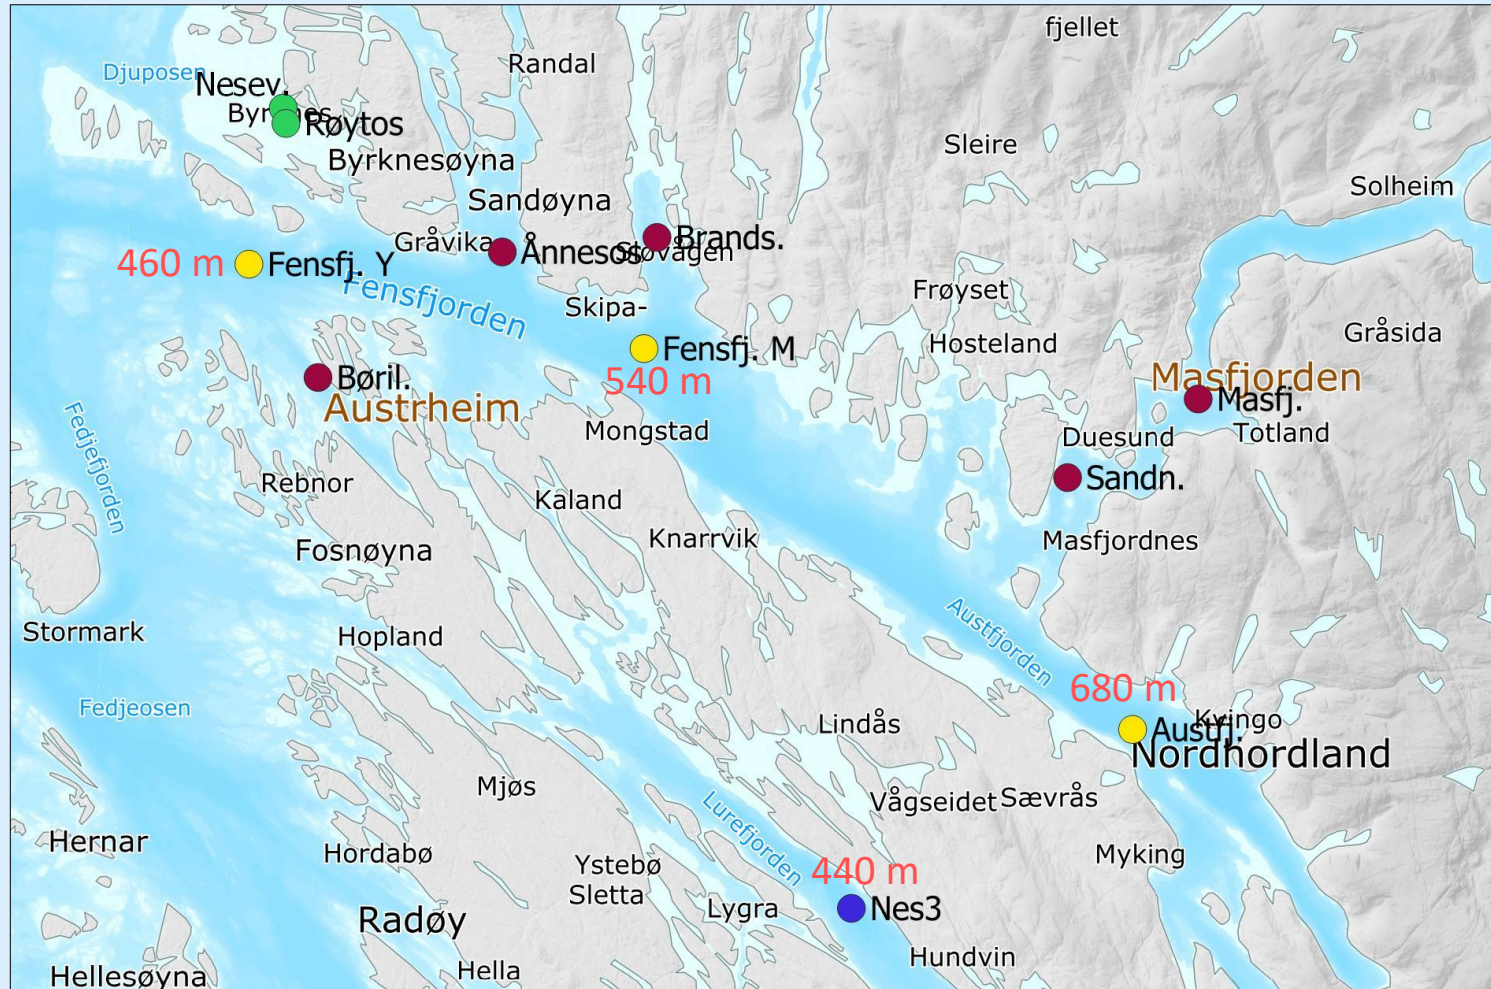 fjellet
Randal
Djuposen
Nesev.
Røytos
Byrknesøyna
Sleire
Solheim
Sandøyna
Gråvika
Ånnesos
Brands.
460 m
Fensfj. Y
Fensfjorden
Skipa-
Frøyset
Hosteland
Gråsida
Fensfj. M
540 m
Børil.
Austrheim
Masfjorden
Masfj.
Totland
Mongstad
Duesund
Fedjefjorden
Rebnor
Kaland
Sandn.
Fosnøyna
Knarrvik
Masfjordnes
Stormark
Hopland
Austfjorden
Fedjeosen
680 m
Lindås
Austfj.
Kvingo
Nordhordland
Mjøs
Vågseidet
Sævrås
Lurefjorden
Hernar
Hordabø
Ystebø
Sletta
440 m
Myking
Radøy
Lygra
Nes3
Hella
Hundvin
Hellesøyna